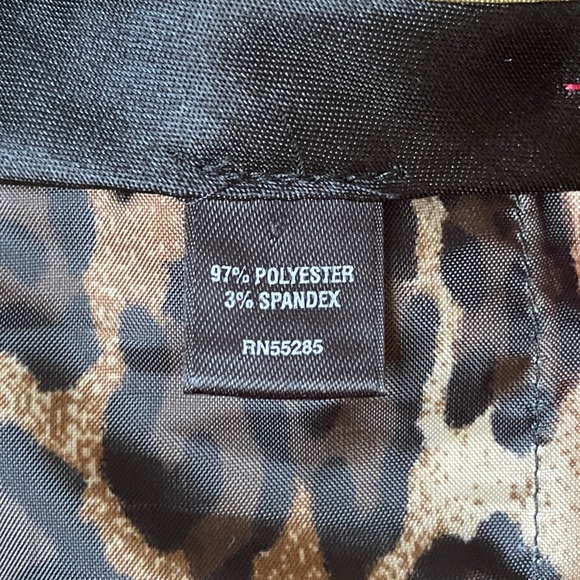 97% POLYESTER
3% SPANDEX
RN55285